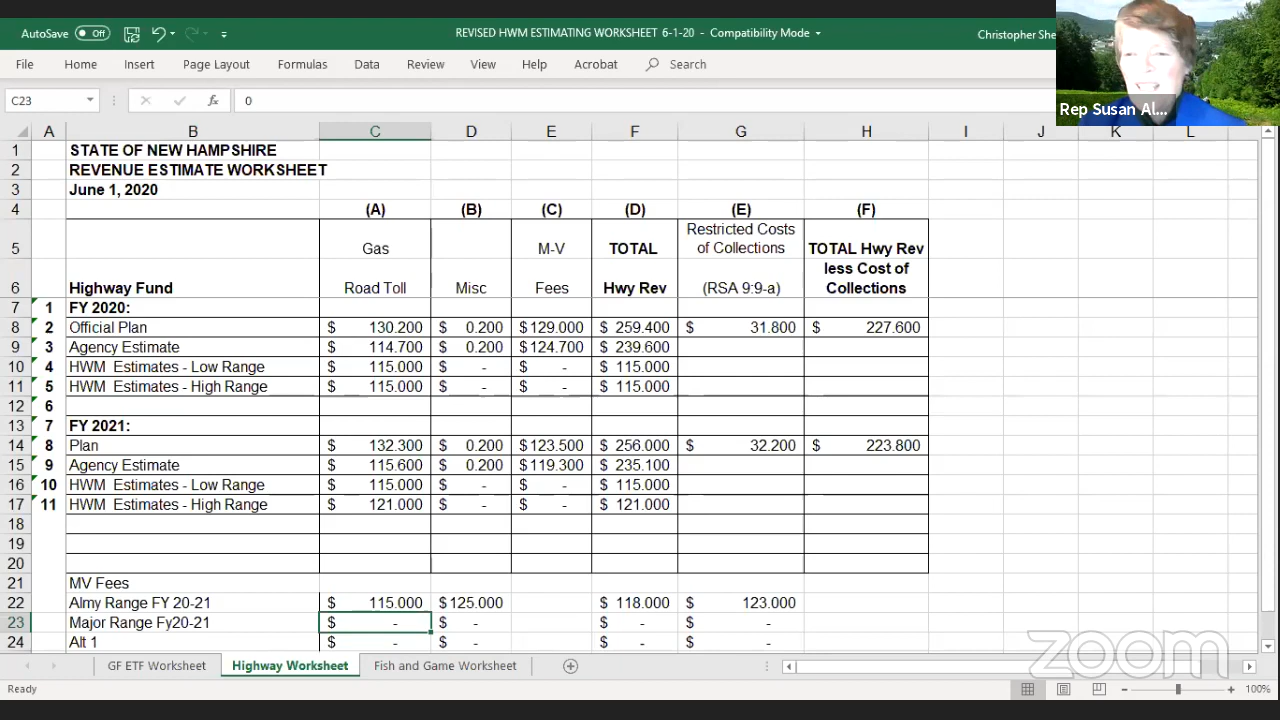 AutoSave Off REVISED HWM ESTIMATING WORKSHEET 6-1-20 - Compatibility Mode Christopher She
Rep Susan Al...
File Home Insert Page Layout Formulas Data Review View Help Acrobat Search
C23 fx 0
A B C D E F G H I J K L
1 STATE OF NEW HAMPSHIRE
2 REVENUE ESTIMATE WORKSHEET
3 June 1, 2020
4 (A) (B) (C) (D) (E) (F)
Restricted Costs
5 Gas M-V TOTAL of Collections TOTAL Hwy Rev
less Cost of
6 Highway Fund Road Toll Misc Fees Hwy Rev (RSA 9:9-a) Collections
7 1 FY 2020:
8 2 Official Plan $ 130.200 $ 0.200 $129.000 $ 259.400 $ 31.800 $ 227.600
9 3 Agency Estimate $ 114.700 $ 0.200 $124.700 $ 239.600
10 4 HWM Estimates - Low Range $ 115.000 $ - $ - $ 115.000
11 5 HWM Estimates - High Range $ 115.000 $ - $ - $ 115.000
12 6
13 7 FY 2021:
14 8 Plan $ 132.300 $ 0.200 $123.500 $ 256.000 $ 32.200 $ 223.800
15 9 Agency Estimate $ 115.600 $ 0.200 $119.300 $ 235.100
16 10 HWM Estimates - Low Range $ 115.000 $ - $ - $ 115.000
17 11 HWM Estimates - High Range $ 121.000 $ - $ - $ 121.000
18
19
20
21 MV Fees
22 Almy Range FY 20-21 $ 115.000 $125.000 $ 118.000 $ 123.000
23 Major Range Fy20-21 $ - $ - $ - $ -
24 Alt 1 $ - $ - $ - $ -
GF ETF Worksheet Highway Worksheet Fish and Game Worksheet
zoom
Ready 100%